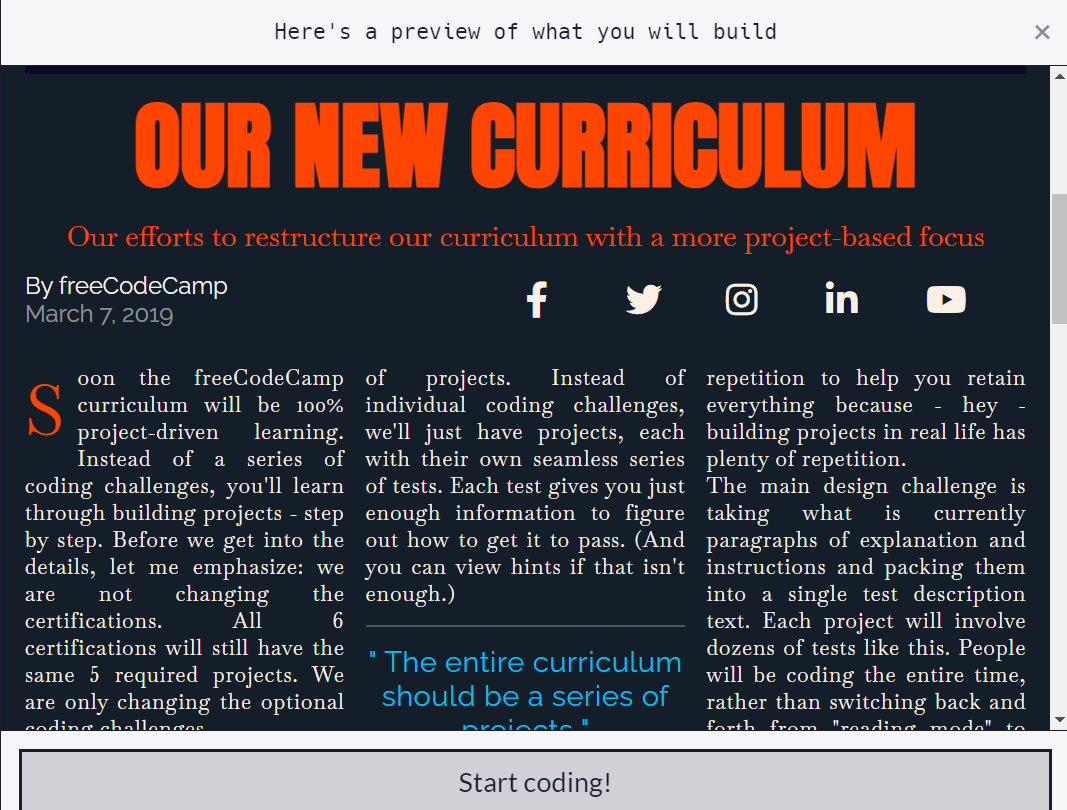 Here's a preview of what you will build
OUR NEW CURRICULUM
Our efforts to restructure our curriculum with a more project-based focus
By freeCodeCamp
March 7, 2019
Soon the freeCodeCamp
curriculum will be 100%
project-driven learning.
Instead of a series of
coding challenges, you'll learn
through building projects - step
by step. Before we get into the
details, let me emphasize: we
are not changing the
certifications. All 6
certifications will still have the
same 5 required projects. We
are only changing the optional
coding challenges.
of projects. Instead of
individual coding challenges,
we'll just have projects, each
with their own seamless series
of tests. Each test gives you just
enough information to figure
out how to get it to pass. (And
you can view hints if that isn't
enough.)
" The entire curriculum
should be a series of
projects "
repetition to help you retain
everything because - hey -
building projects in real life has
plenty of repetition.
The main design challenge is
taking what is currently
paragraphs of explanation and
instructions and packing them
into a single test description
text. Each project will involve
dozens of tests like this. People
will be coding the entire time,
rather than switching back and
forth from "reading mode" to
Start coding!